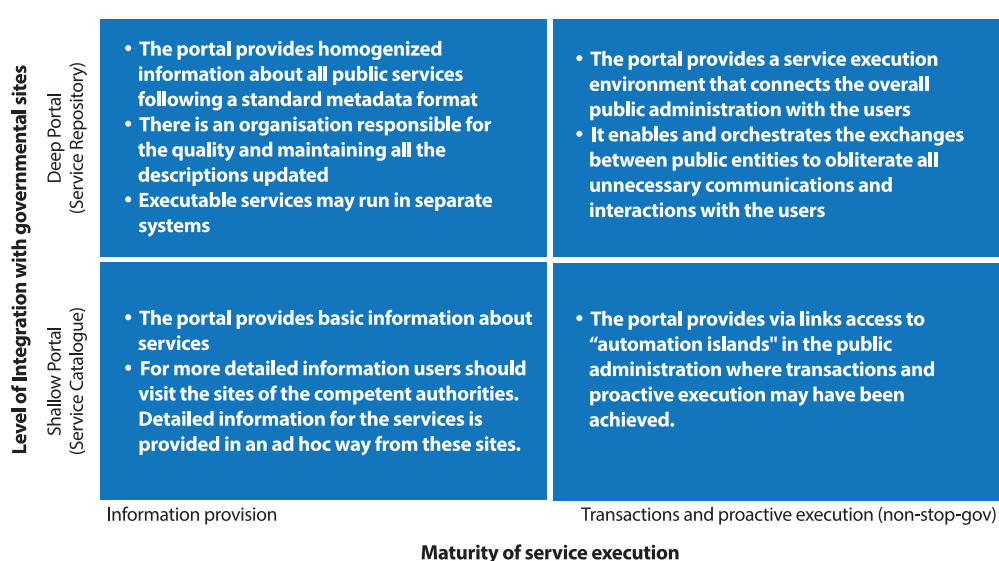 Level of Integration with governmental sites
Deep Portal
(Service Repository)
• The portal provides homogenized
information about all public services
following a standard metadata format
• There is an organisation responsible for
the quality and maintaining all the
descriptions updated
• Executable services may run in separate
systems
• The portal provides a service execution
environment that connects the overall
public administration with the users
• It enables and orchestrates the exchanges
between public entities to obliterate all
unnecessary communications and
interactions with the users
Shallow Portal
(Service Catalogue)
• The portal provides basic information about
services
• For more detailed information users should
visit the sites of the competent authorities.
Detailed information for the services is
provided in an ad hoc way from these sites.
• The portal provides via links access to
“automation islands" in the public
administration where transactions and
proactive execution may have been
achieved.
Information provision
Transactions and proactive execution (non-stop-gov)
Maturity of service execution